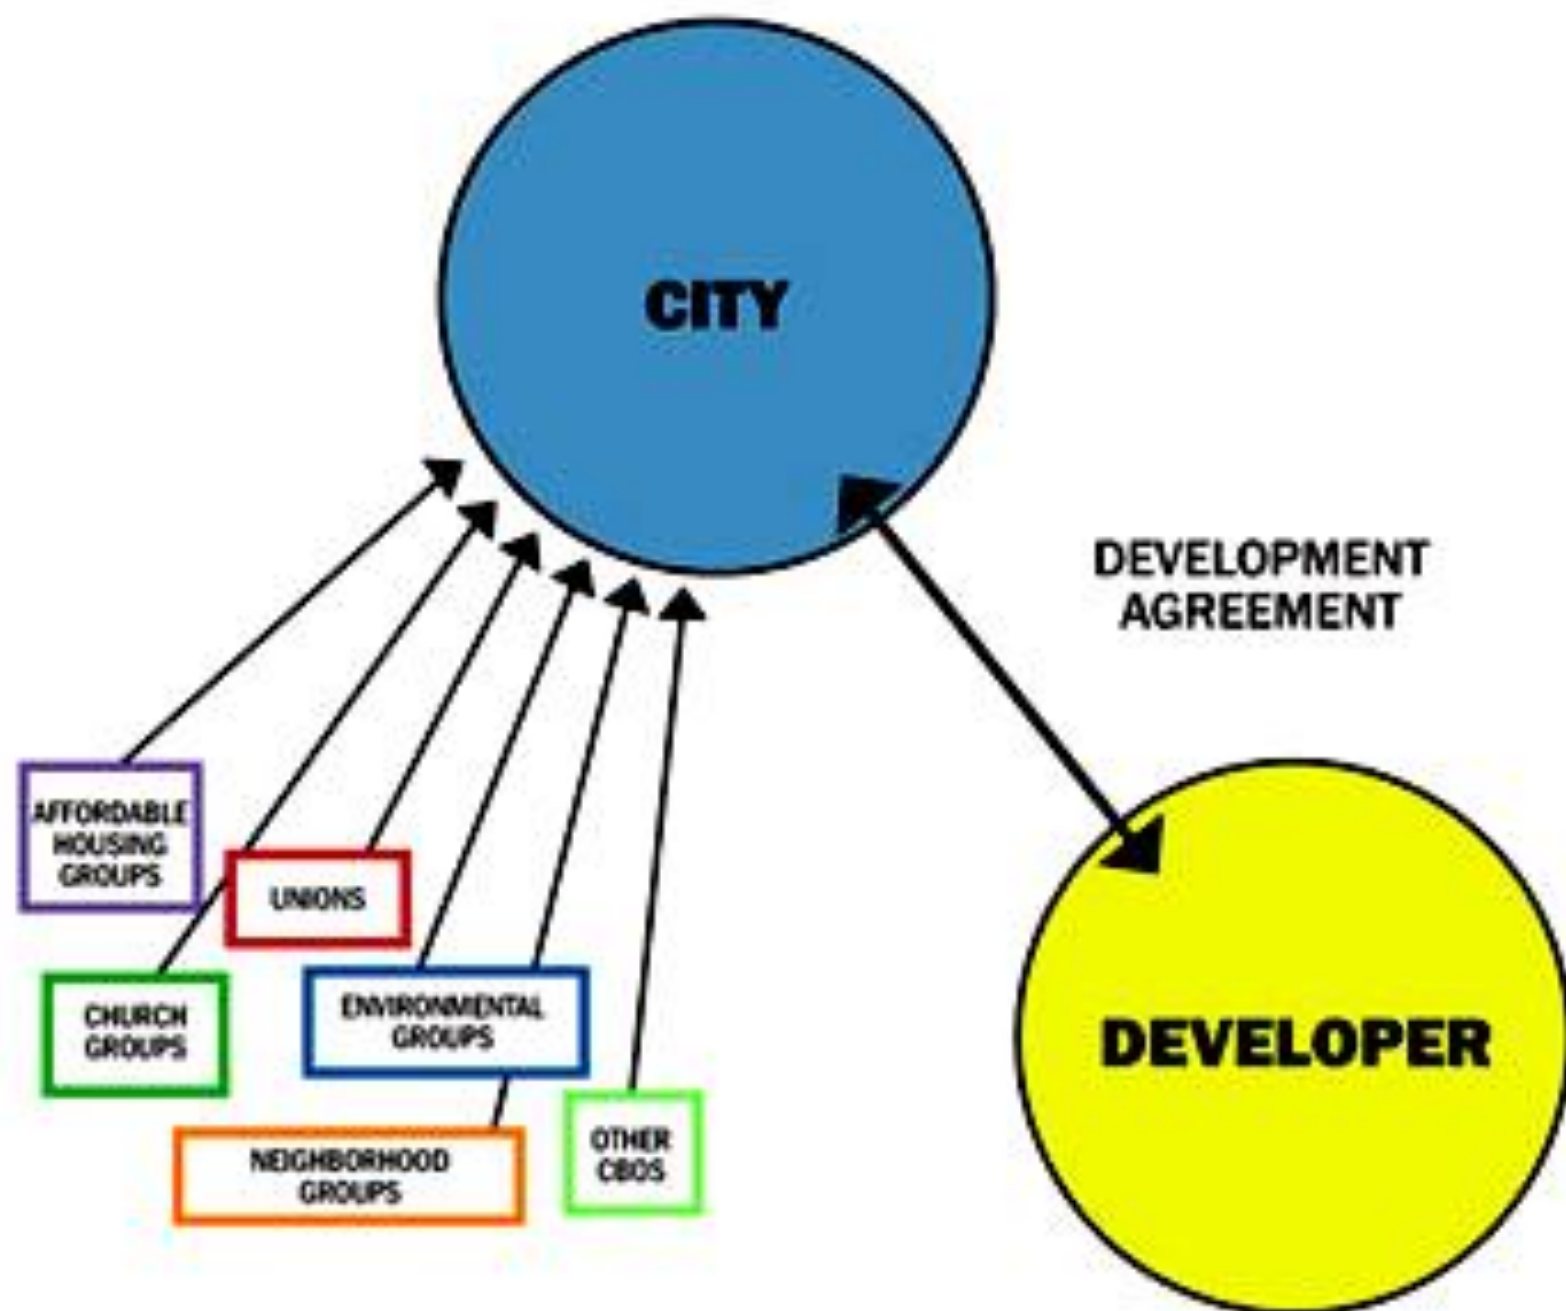 CITY
DEVELOPMENT
AGREEMENT
AFFORDABLE
HOUSING
GROUPS
UNIONS
CHURCH
GROUPS
ENVIRONMENTAL
GROUPS
NEIGHBORHOOD
GROUPS
OTHER
CBOS
DEVELOPER